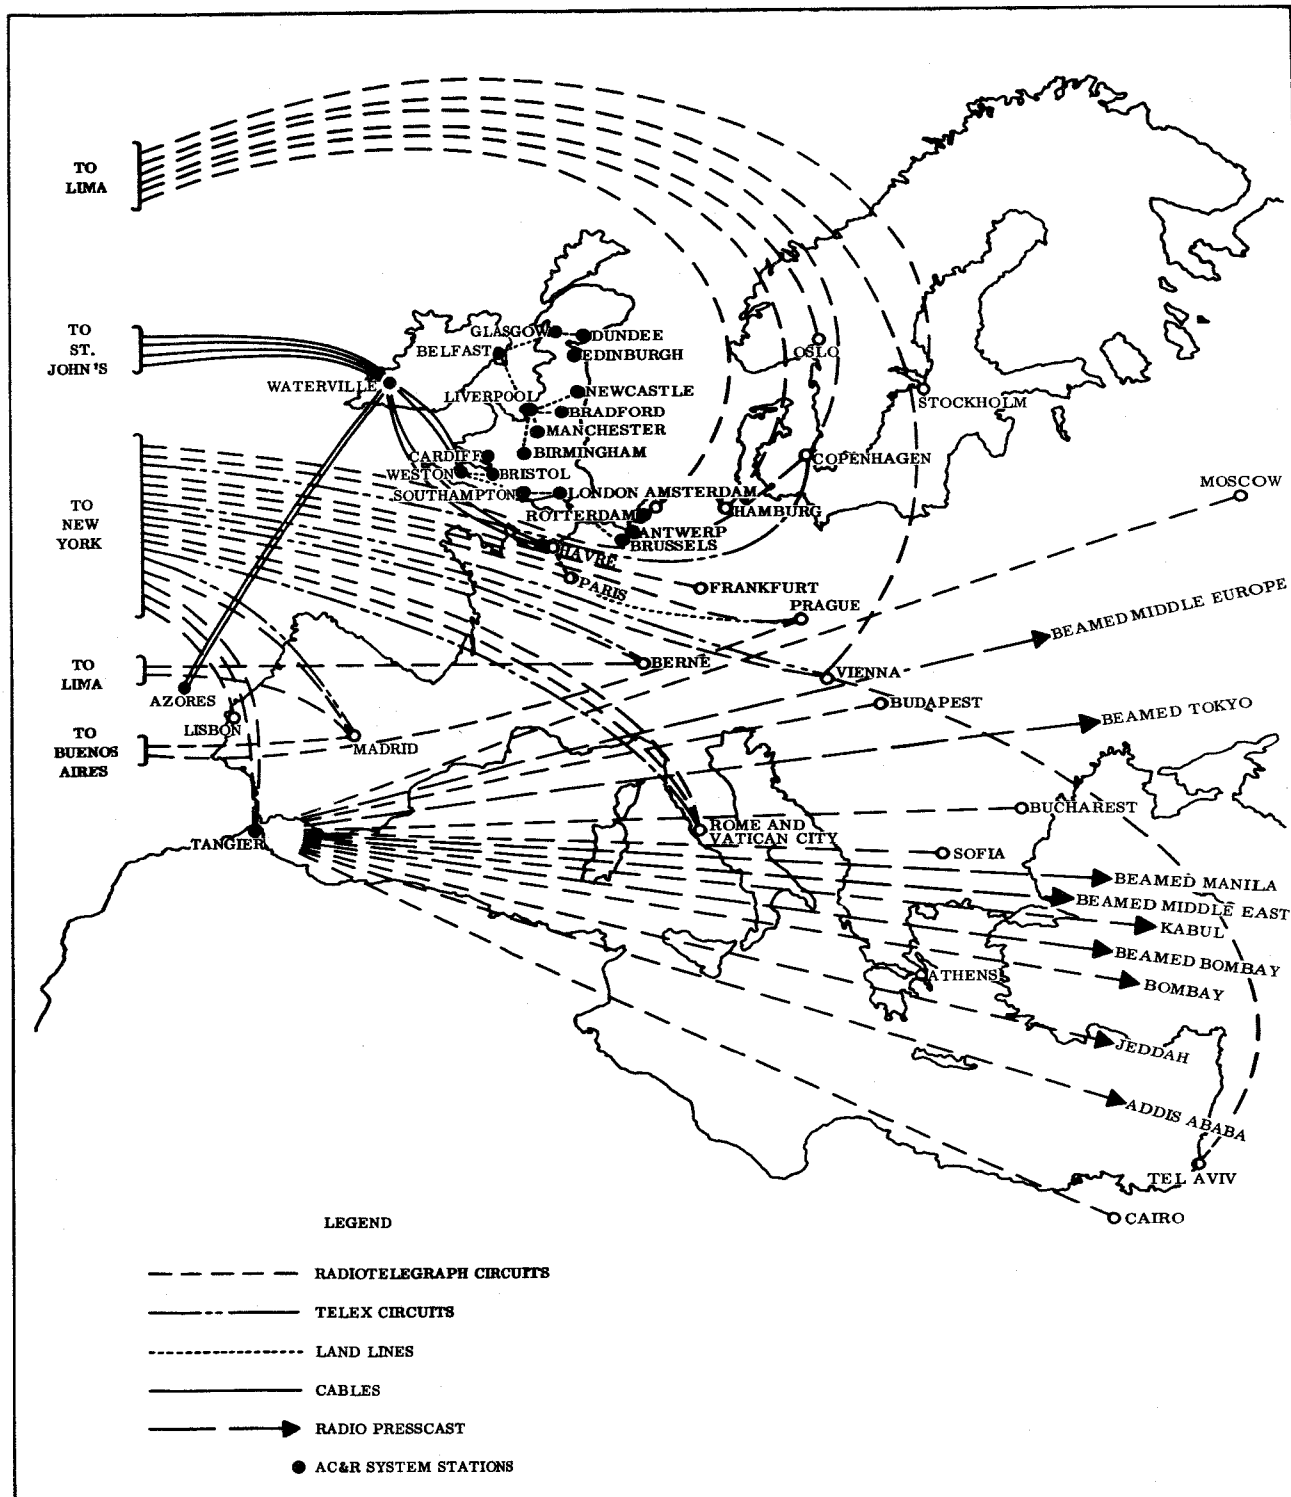 TO
LIMA
TO
ST.
JOHN'S
GLASGOW
DUNDEE
BELFAST
EDINBURGH
OSLO
WATERVILLE
LIVERPOOL
NEWCASTLE
STOCKHOLM
BRADFORD
MANCHESTER
CARDIFF
BIRMINGHAM
COPENHAGEN
WESTON
BRISTOL
MOSCOW
SOUTHAMPTON
LONDON AMSTERDAM
TO
NEW
YORK
ROTTERDAM
HAMBURG
ANTWERP
BRUSSELS
HAVRE
PARIS
FRANKFURT
PRAGUE
BEAMED MIDDLE EUROPE
TO
LIMA
BERNE
VIENNA
AZORES
BUDAPEST
LISBON
BEAMED TOKYO
TO
BUENOS
AIRES
MADRID
BUCHAREST
TANGIER
ROME AND
VATICAN CITY
SOFIA
BEAMED MANILA
BEAMED MIDDLE EAST
KABUL
BEAMED BOMBAY
ATHENS
BOMBAY
JEDDAH
ADDIS ABABA
TEL AVIV
CAIRO
LEGEND
RADIOTELEGRAPH CIRCUITS
TELEX CIRCUITS
LAND LINES
CABLES
RADIO PRESSCAST
AC&R SYSTEM STATIONS